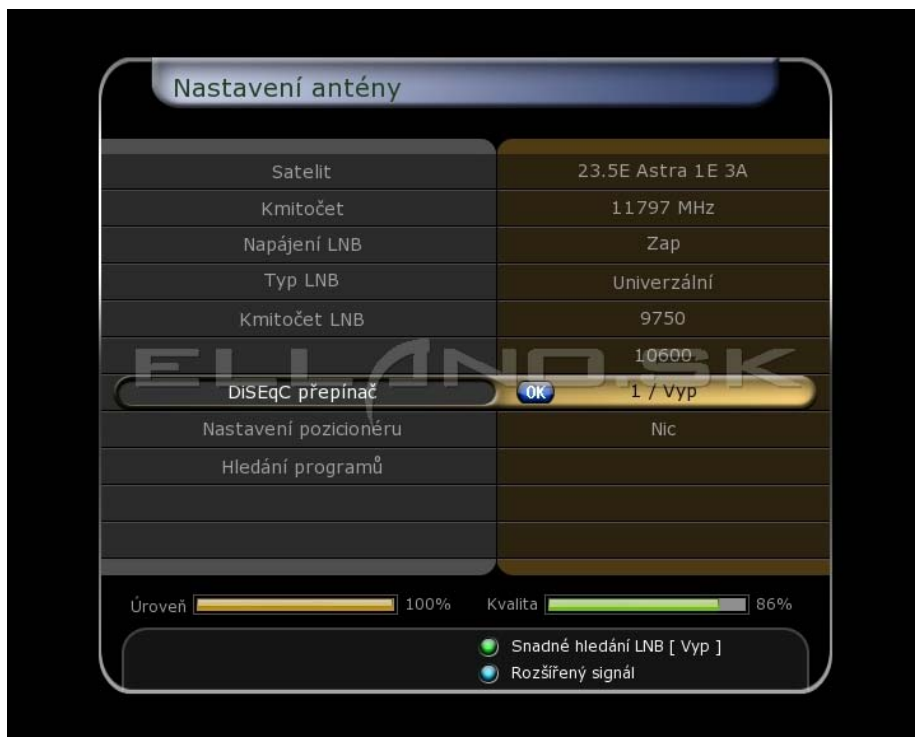 Nastavení antény
Satelit 23.5E Astra 1E 3A
Kmitočet 11797 MHz
Napájení LNB Zap
Typ LNB Univerzální
Kmitočet LNB 9750
10600
ELLANO.SK
DiSEqC přepínač OK 1 / Vyp
Nastavení pozicionéru Nic
Hledání programů
Úroveň 100% Kvalita 86%
Snadné hledání LNB [ Vyp ]
Rozšířený signál